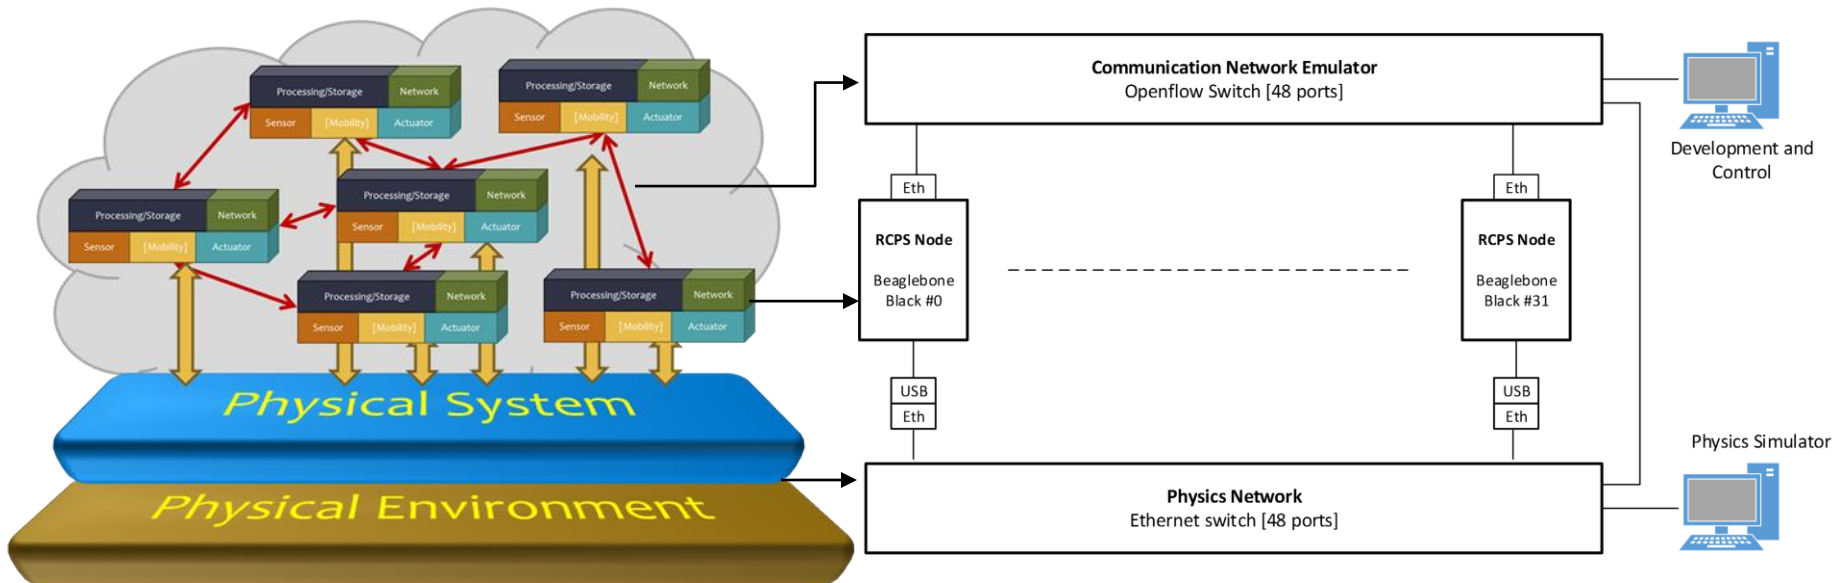 Processing/Storage Network
Sensor [Mobility] Actuator
Processing/Storage Network
Sensor [Mobility] Actuator
Processing/Storage Network
Sensor [Mobility] Actuator
Processing/Storage Network
Sensor [Mobility] Actuator
Processing/Storage Network
Sensor [Mobility] Actuator
Processing/Storage Network
Sensor [Mobility] Actuator
Physical System
Physical Environment
Communication Network Emulator
Openflow Switch [48 ports]
Development and
Control
Eth
RCPS Node
Beaglebone
Black #0
USB
Eth
Eth
RCPS Node
Beaglebone
Black #31
USB
Eth
Physics Network
Ethernet switch [48 ports]
Physics Simulator